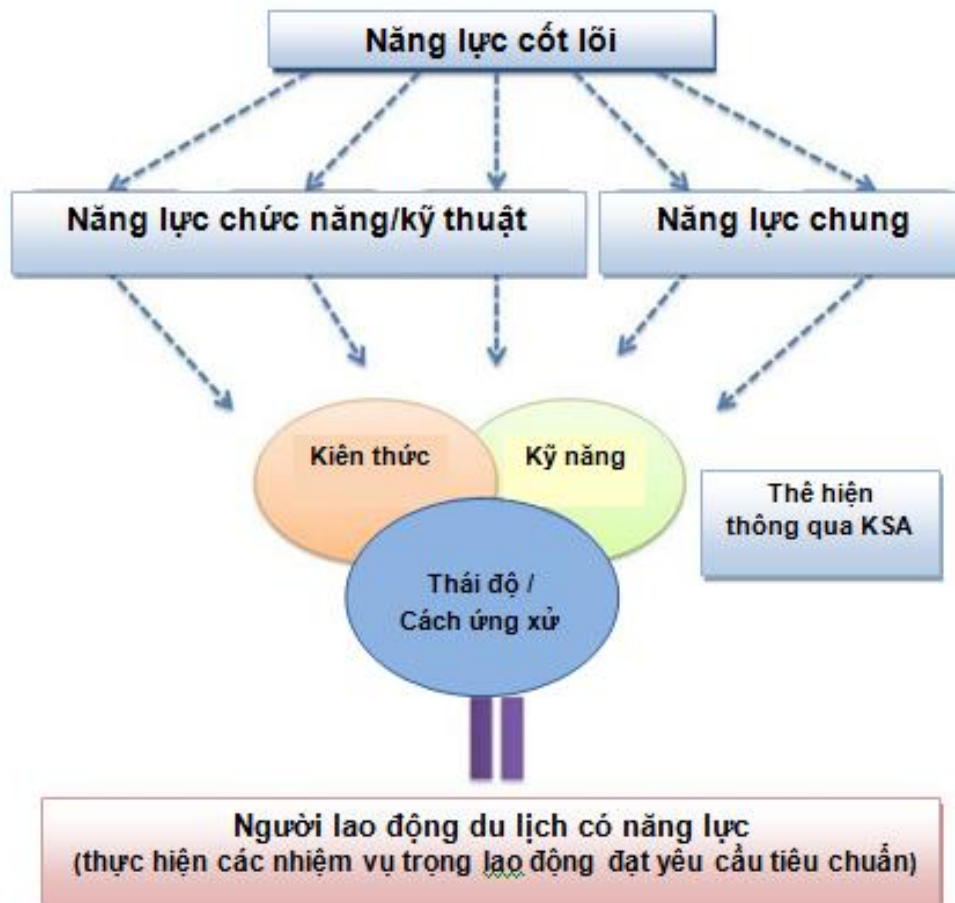 Năng lực cốt lõi
Năng lực chức năng/kỹ thuật
Năng lực chung
Kiên thức
Kỹ năng
Thê hiện
thông qua KSA
Thái độ /
Cách ứng xử
Người lao động du lịch có năng lực
(thực hiện các nhiệm vụ trong lao động đạt yêu cầu tiêu chuẩn)